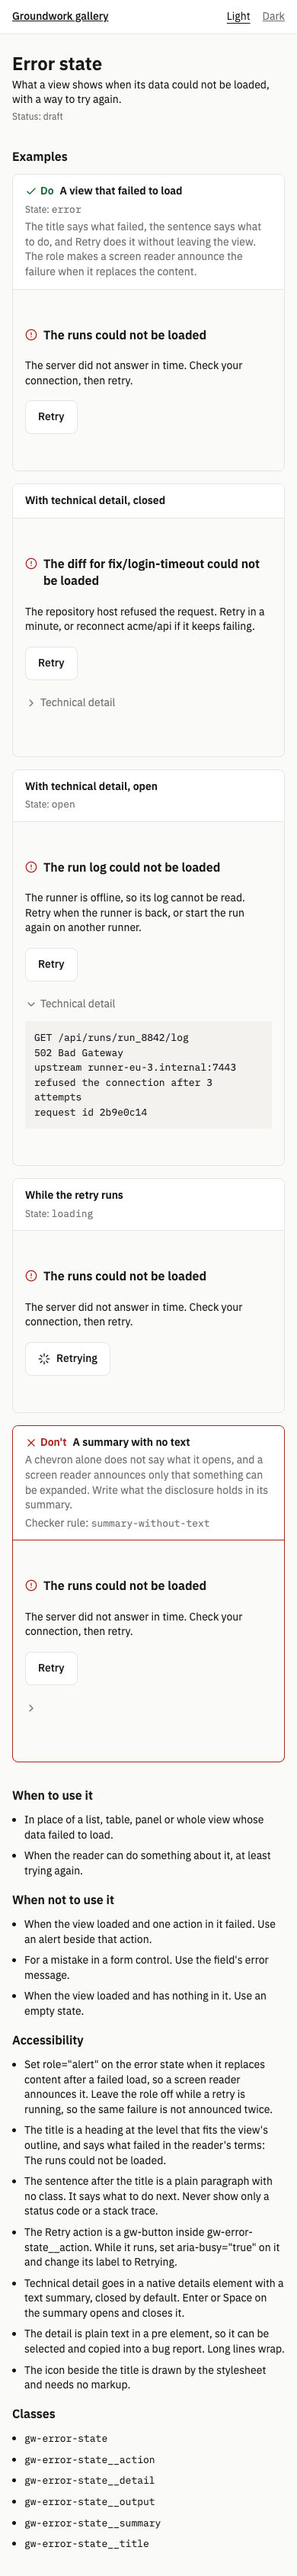 Groundwork gallery
Light
Dark
Error state
What a view shows when its data could not be loaded,
with a way to try again.
Status: draft
Examples
Do A view that failed to load
State: error
The title says what failed, the sentence says what
to do, and Retry does it without leaving the view.
The role makes a screen reader announce the
failure when it replaces the content.
The runs could not be loaded
The server did not answer in time. Check your
connection, then retry.
Retry
With technical detail, closed
The diff for fix/login-timeout could not
be loaded
The repository host refused the request. Retry in a
minute, or reconnect acme/api if it keeps failing.
Retry
Technical detail
With technical detail, open
State: open
The run log could not be loaded
The runner is offline, so its log cannot be read.
Retry when the runner is back, or start the run
again on another runner.
Retry
Technical detail
GET /api/runs/run_8842/log
502 Bad Gateway
upstream runner-eu-3.internal:7443
refused the connection after 3
attempts
request id 2b9e0c14
While the retry runs
State: loading
The runs could not be loaded
The server did not answer in time. Check your
connection, then retry.
Retrying
Don't A summary with no text
A chevron alone does not say what it opens, and a
screen reader announces only that something can
be expanded. Write what the disclosure holds in its
summary.
Checker rule: summary-without-text
The runs could not be loaded
The server did not answer in time. Check your
connection, then retry.
Retry
When to use it
• In place of a list, table, panel or whole view whose
data failed to load.
• When the reader can do something about it, at least
trying again.
When not to use it
• When the view loaded and one action in it failed. Use
an alert beside that action.
• For a mistake in a form control. Use the field's error
message.
• When the view loaded and has nothing in it. Use an
empty state.
Accessibility
• Set role="alert" on the error state when it replaces
content after a failed load, so a screen reader
announces it. Leave the role off while a retry is
running, so the same failure is not announced twice.
• The title is a heading at the level that fits the view's
outline, and says what failed in the reader's terms:
The runs could not be loaded.
• The sentence after the title is a plain paragraph with
no class. It says what to do next. Never show only a
status code or a stack trace.
• The Retry action is a gw-button inside gw-error-
state__action. While it runs, set aria-busy="true" on it
and change its label to Retrying.
• Technical detail goes in a native details element with a
text summary, closed by default. Enter or Space on
the summary opens and closes it.
• The detail is plain text in a pre element, so it can be
selected and copied into a bug report. Long lines wrap.
• The icon beside the title is drawn by the stylesheet
and needs no markup.
Classes
• gw-error-state
• gw-error-state__action
• gw-error-state__detail
• gw-error-state__output
• gw-error-state__summary
• gw-error-state__title